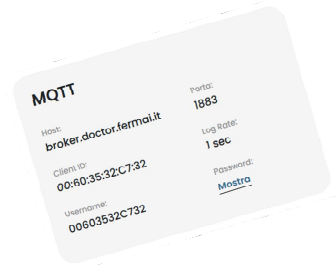 MQTT
Host:
broker.doctor.fermai.it
Porta:
1883
Client ID:
00:60:35:32:C7:32
Log Rate:
1 sec
Username:
00603532C732
Password:
Mostra